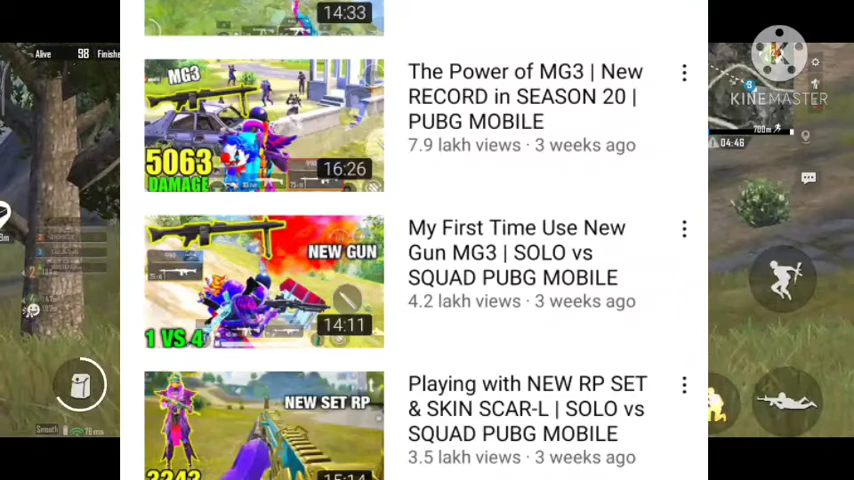 14:33
Alive 98 Finishe
KINEMASTER
MG3
5063
DAMAGE
16:26
The Power of MG3 | New
RECORD in SEASON 20 |
PUBG MOBILE
7.9 lakh views · 3 weeks ago
700m
04:46
NEW GUN
1 VS 4
14:11
My First Time Use New
Gun MG3 | SOLO vs
SQUAD PUBG MOBILE
4.2 lakh views · 3 weeks ago
NEW SET RP
Playing with NEW RP SET
& SKIN SCAR-L | SOLO vs
SQUAD PUBG MOBILE
3.5 lakh views · 3 weeks ago
Smooth